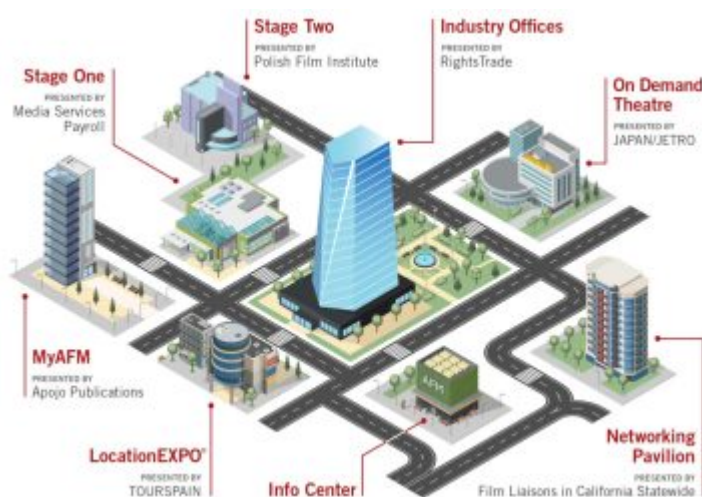 Stage Two
PRESENTED BY
Polish Film Institute
Industry Offices
PRESENTED BY
RightsTrade
Stage One
PRESENTED BY
Media Services
Payroll
On Demand
Theatre
PRESENTED BY
JAPAN/JETRO
MyAFM
PRESENTED BY
Apojo Publications
AFM
LocationEXPO®
PRESENTED BY
TOURSPAIN
Info Center
Networking
Pavilion
PRESENTED BY
Film Liaisons in California Statewide